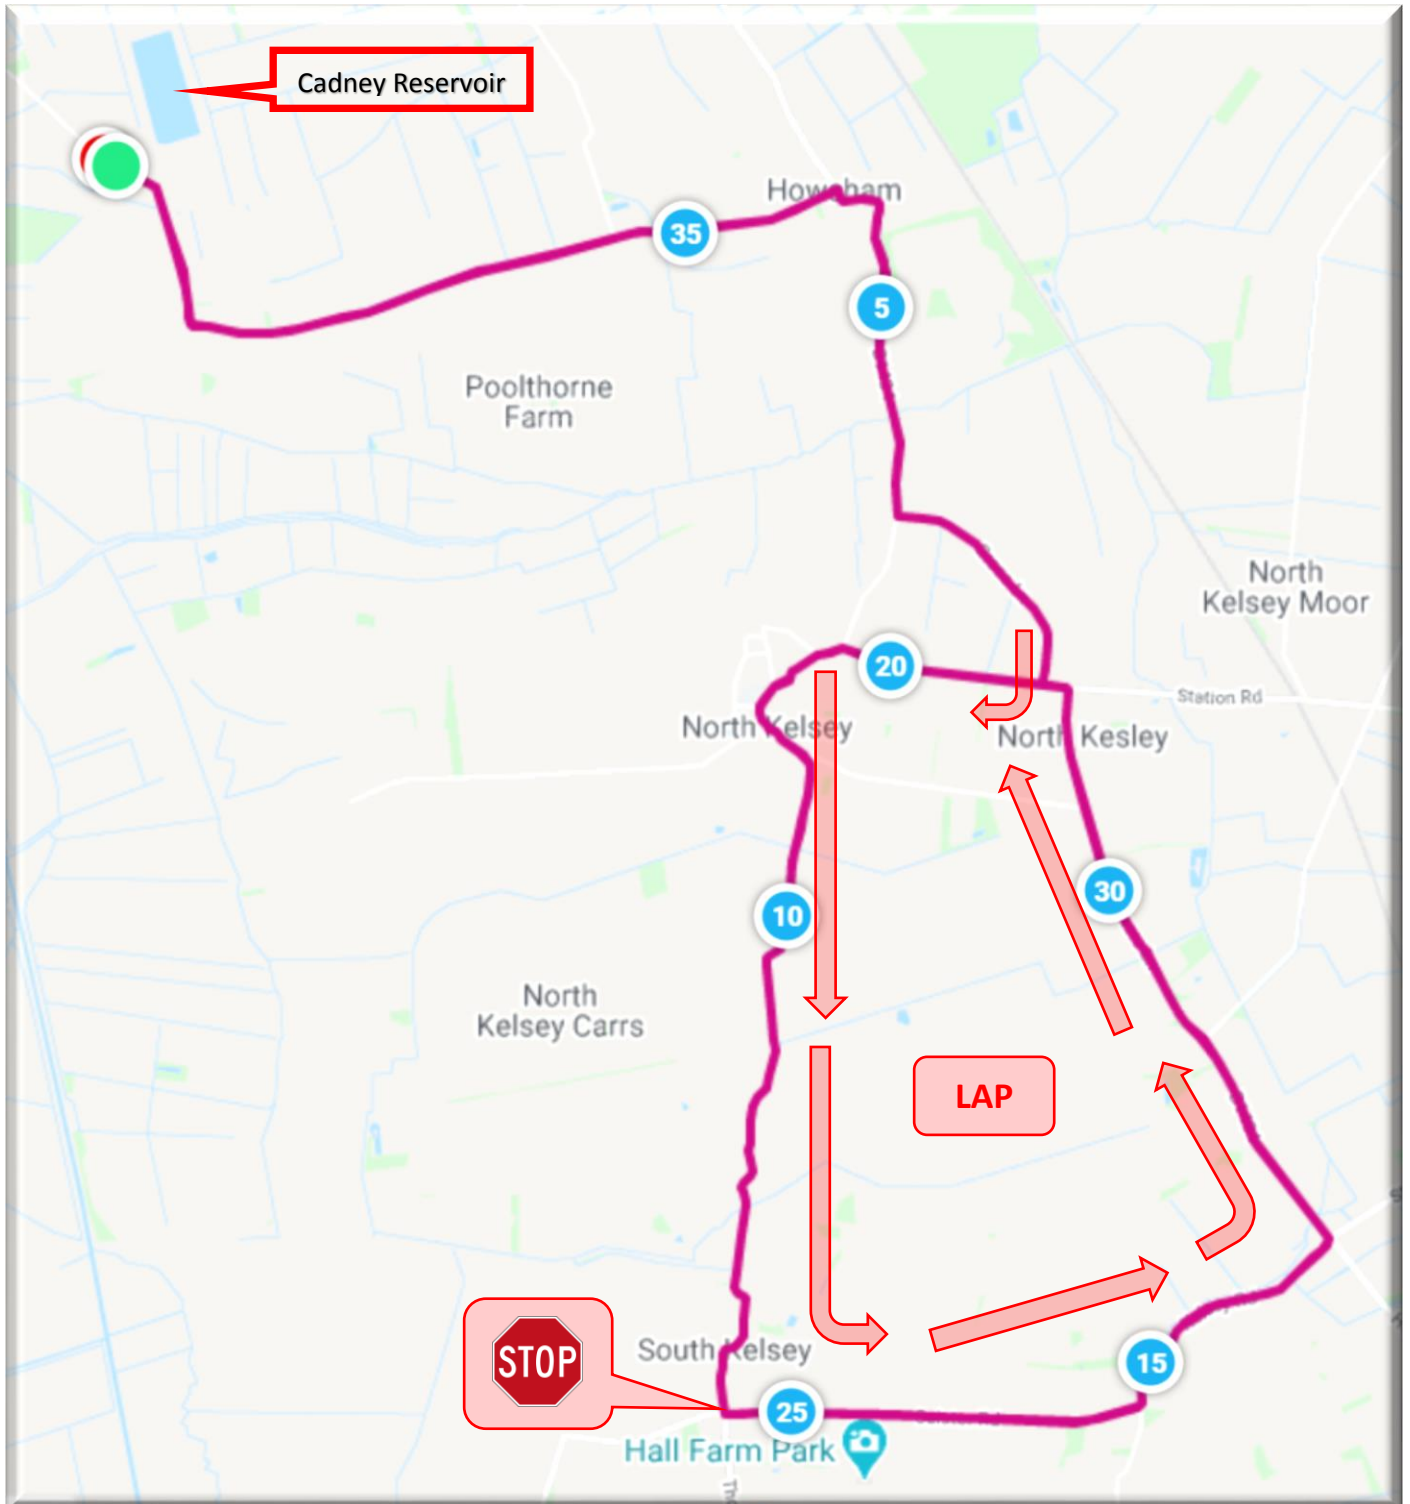 Cadney Reservoir
Howsham
35
5
Poolthorne
Farm
North
Kelsey Moor
20
Station Rd
North Kelsey
North Kesley
30
10
North
Kelsey Carrs
LAP
STOP
South Kelsey
15
25
Hall Farm Park